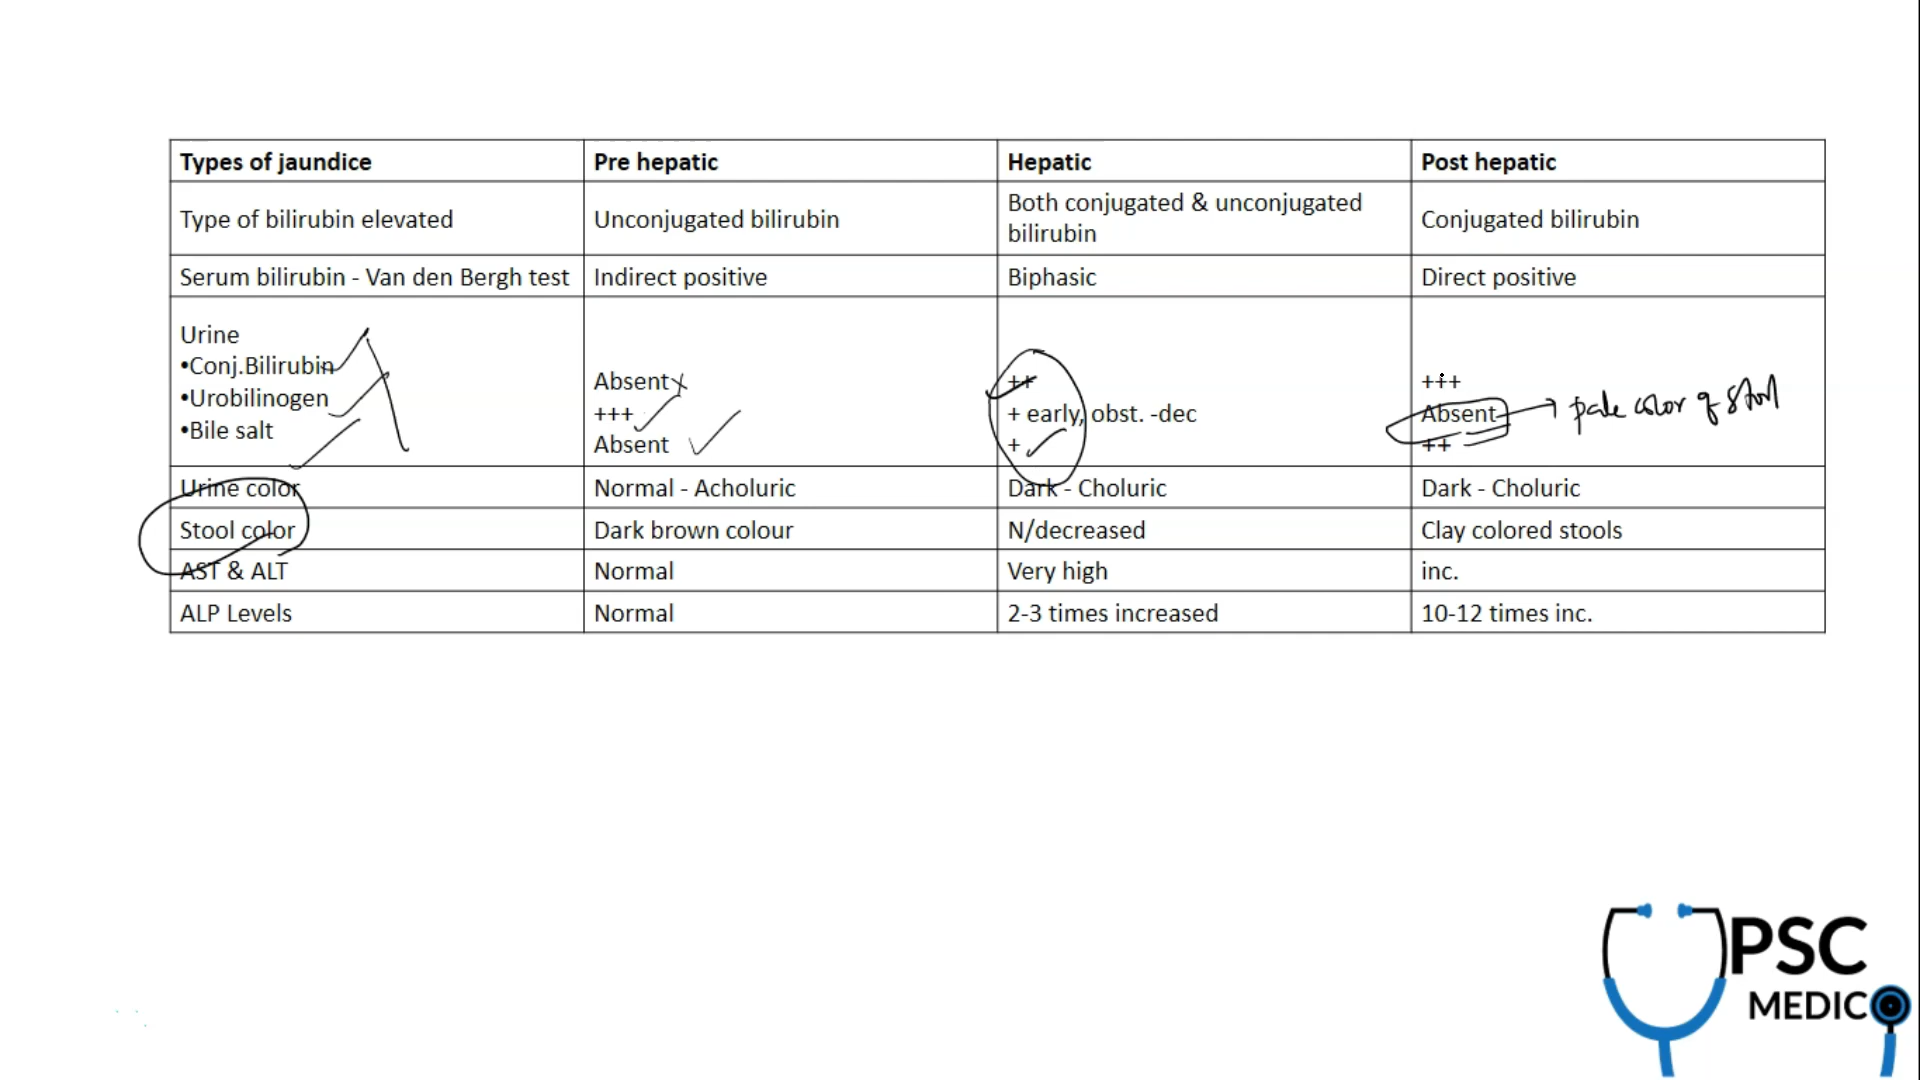 Types of jaundice Pre hepatic Hepatic Post hepatic
Type of bilirubin elevated Unconjugated bilirubin Both conjugated & unconjugated bilirubin Conjugated bilirubin
Serum bilirubin - Van den Bergh test Indirect positive Biphasic Direct positive
Urine
•Conj.Bilirubin Absent ++ +++
•Urobilinogen +++ + early, obst. -dec Absent → pale color of stool
•Bile salt Absent + ++
Urine color Normal - Acholuric Dark - Choluric Dark - Choluric
Stool color Dark brown colour N/decreased Clay colored stools
AST & ALT Normal Very high inc.
ALP Levels Normal 2-3 times increased 10-12 times inc.
UPSC
MEDICO